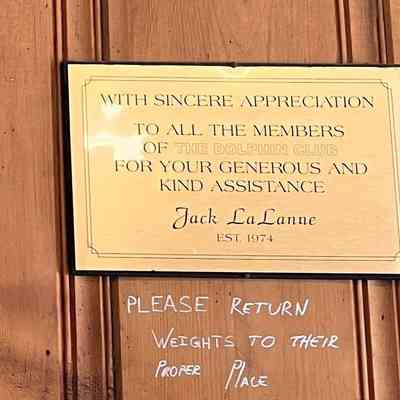 WITH SINCERE APPRECIATION
TO ALL THE MEMBERS
OF THE DOLPHIN CLUB
FOR YOUR GENEROUS AND
KIND ASSISTANCE
Jack LaLanne
EST. 1974
PLEASE RETURN
WEIGHTS TO THEIR
PROPER PLACE